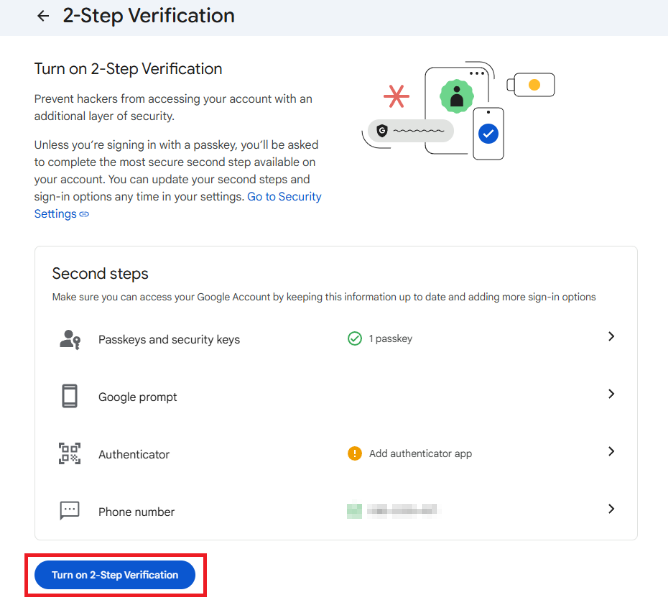 2-Step Verification
Turn on 2-Step Verification
Prevent hackers from accessing your account with an
additional layer of security.
Unless you're signing in with a passkey, you'll be asked
to complete the most secure second step available on
your account. You can update your second steps and
sign-in options any time in your settings. Go to Security
Settings
Second steps
Make sure you can access your Google Account by keeping this information up to date and adding more sign-in options
Passkeys and security keys
1 passkey
Google prompt
Authenticator
Add authenticator app
Phone number
Turn on 2-Step Verification